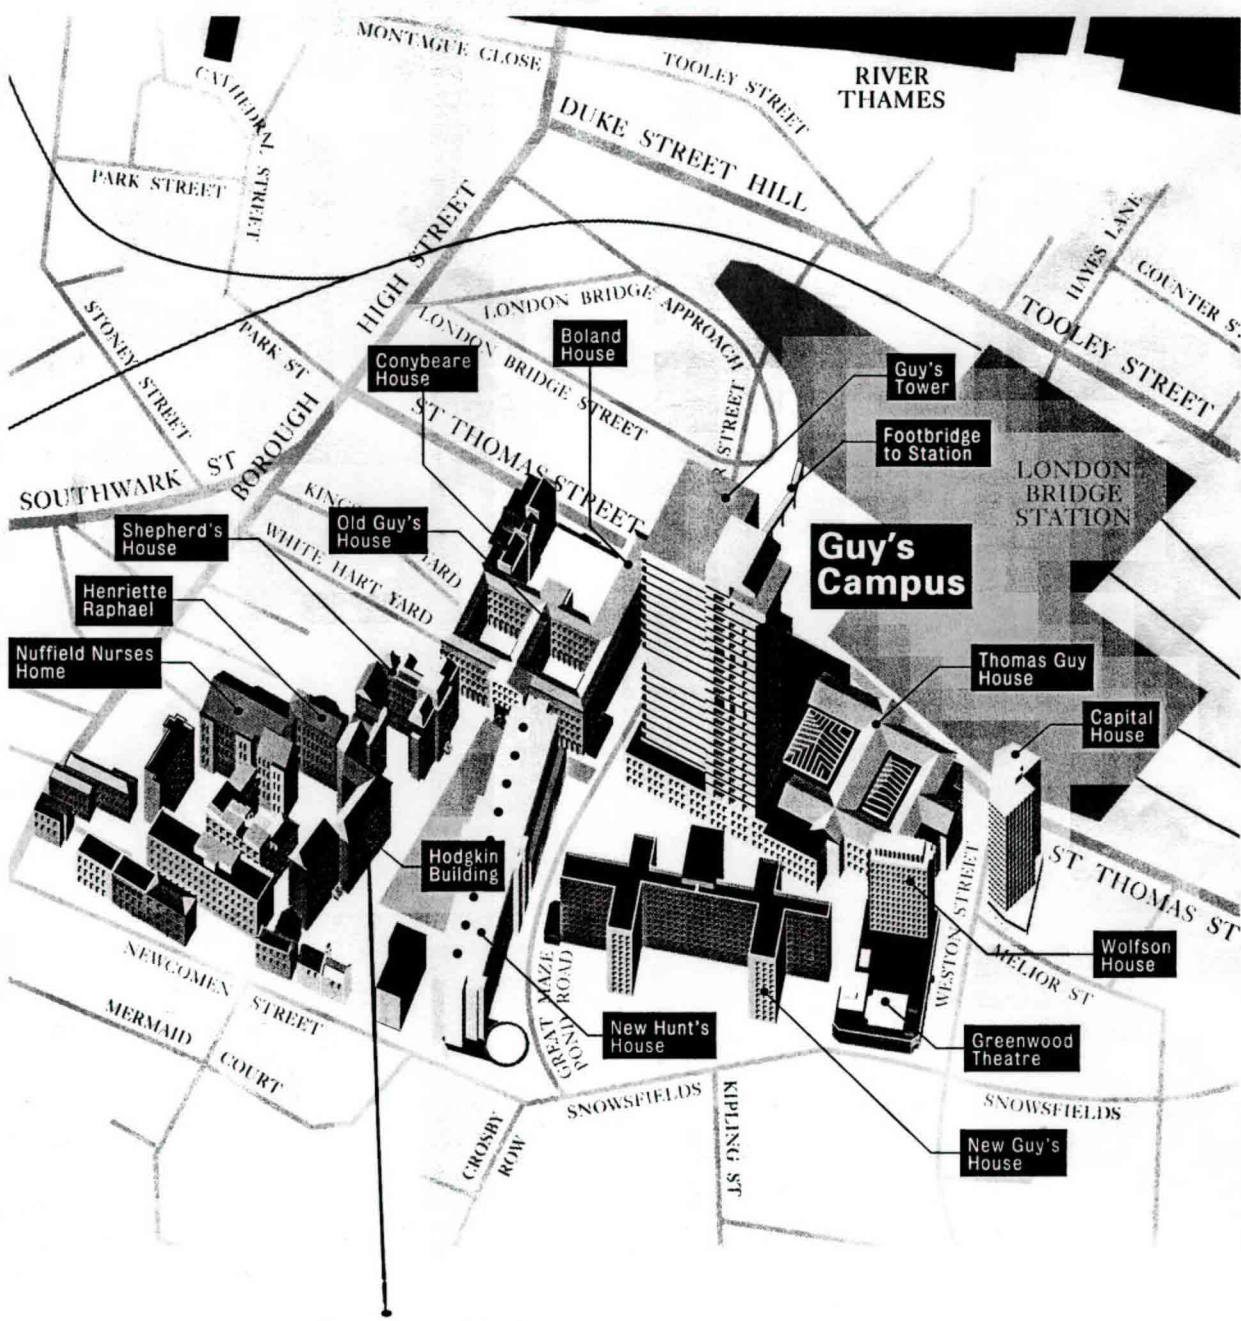 MONTAGUE CLOSE
TOOLEY STREET
RIVER
THAMES
CATHEDRAL STREET
DUKE STREET HILL
PARK STREET
HAYES LANE
COUNTER ST
HIGH STREET
BOROUGH
LONDON BRIDGE APPROACH
TOOLEY STREET
STONEY
STREET
PARK ST
LONDON BRIDGE STREET
Boland
House
Conybeare
House
Guy's
Tower
STREET
ST THOMAS STREET
Footbridge
to Station
LONDON
BRIDGE
STATION
SOUTHWARK ST
KINGS
YARD
Old Guy's
House
Shepherd's
House
WHITE HART YARD
Guy's
Campus
Henriette
Raphael
Nuffield Nurses
Home
Thomas Guy
House
Capital
House
Hodgkin
Building
ST THOMAS ST
WESTON STREET
MELIOR ST
Wolfson
House
NEWCOMEN STREET
GREAT MAZE
POND ROAD
MERMAID
COURT
New Hunt's
House
Greenwood
Theatre
SNOWSFIELDS
SNOWSFIELDS
CROSBY
ROW
KIPLING ST
New Guy's
House